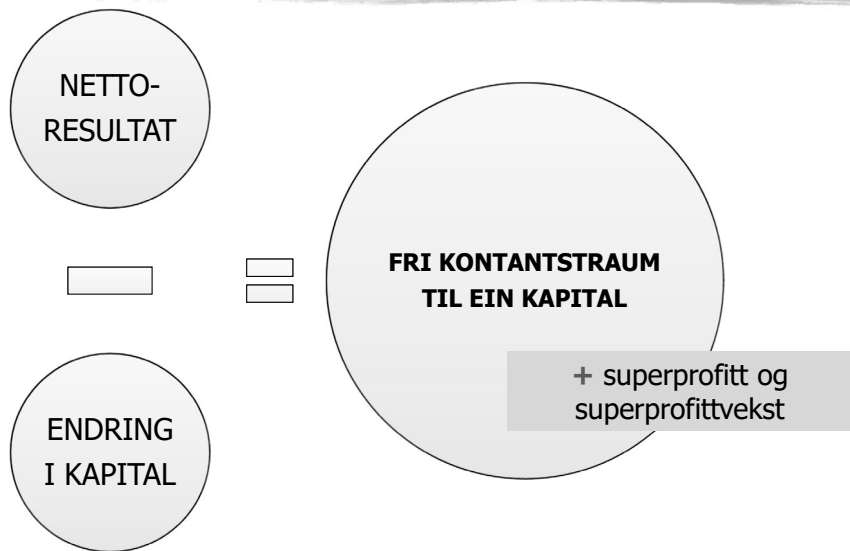 NETTO-
RESULTAT
ENDRING
I KAPITAL
FRI KONTANTSTRAUM
TIL EIN KAPITAL
+ superprofitt og
superprofittvekst